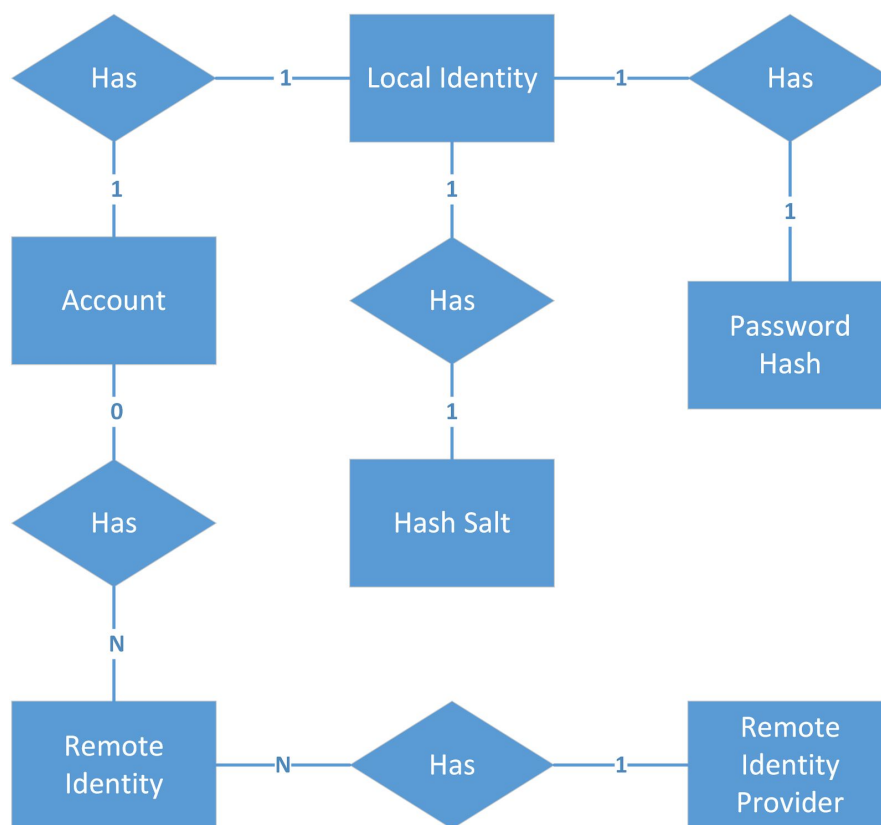 Has
1
Local Identity
1
Has
1
1
1
Account
Has
Password
Hash
0
1
Has
Hash Salt
N
Remote
Identity
N
Has
1
Remote
Identity
Provider